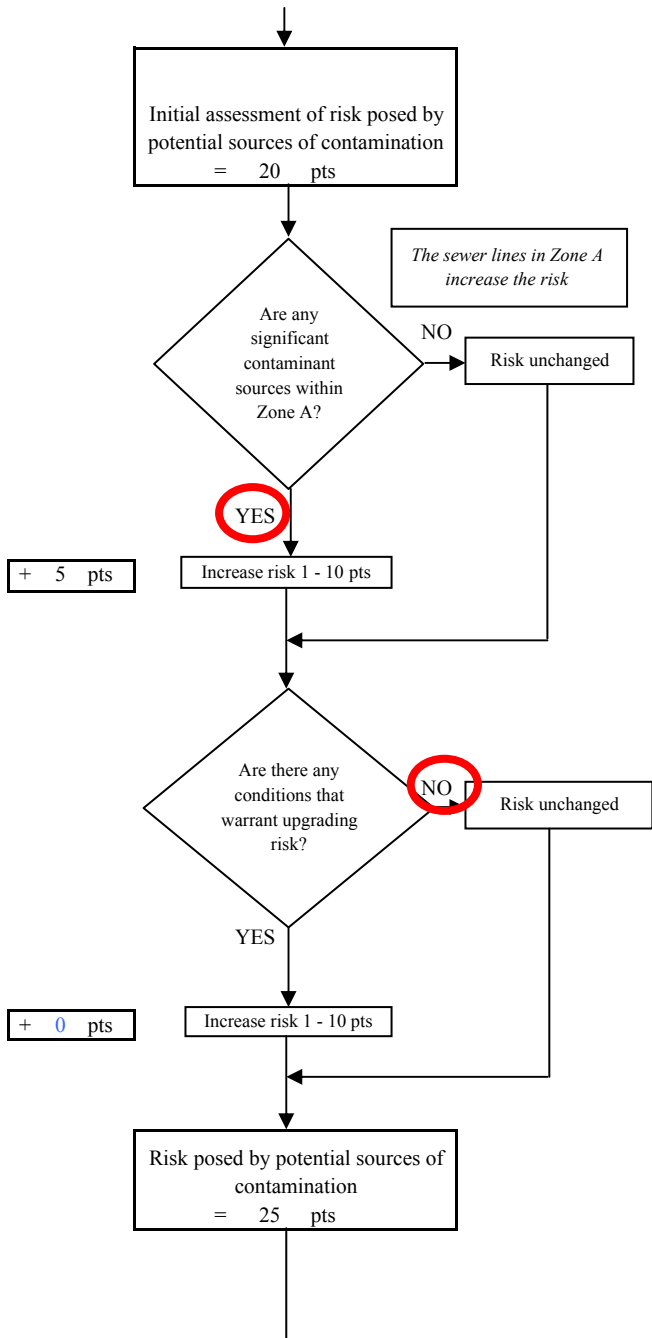 Initial assessment of risk posed by
potential sources of contamination
= 20 pts
The sewer lines in Zone A
increase the risk
Are any
significant
contaminant
sources within
Zone A?
NO
Risk unchanged
YES
+ 5 pts
Increase risk 1 - 10 pts
Are there any
conditions that
warrant upgrading
risk?
NO
Risk unchanged
YES
+ 0 pts
Increase risk 1 - 10 pts
Risk posed by potential sources of
contamination
= 25 pts